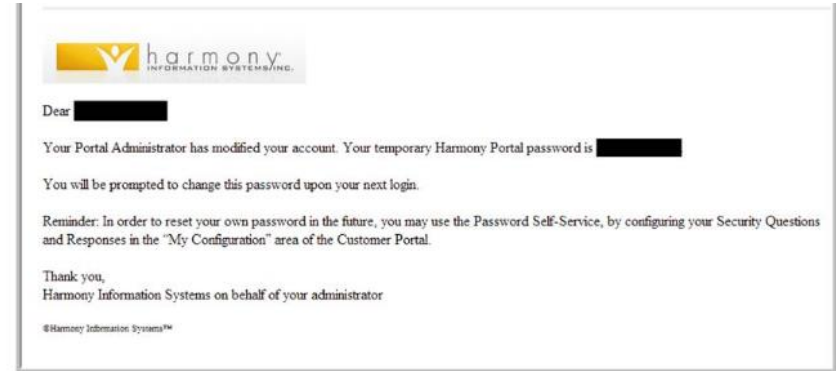 harmony
INFORMATION SYSTEMS, INC.
Dear
Your Portal Administrator has modified your account. Your temporary Harmony Portal password is
You will be prompted to change this password upon your next login.
Reminder: In order to reset your own password in the future, you may use the Password Self-Service, by configuring your Security Questions
and Responses in the "My Configuration" area of the Customer Portal.
Thank you,
Harmony Information Systems on behalf of your administrator
©Harmony Information Systems™